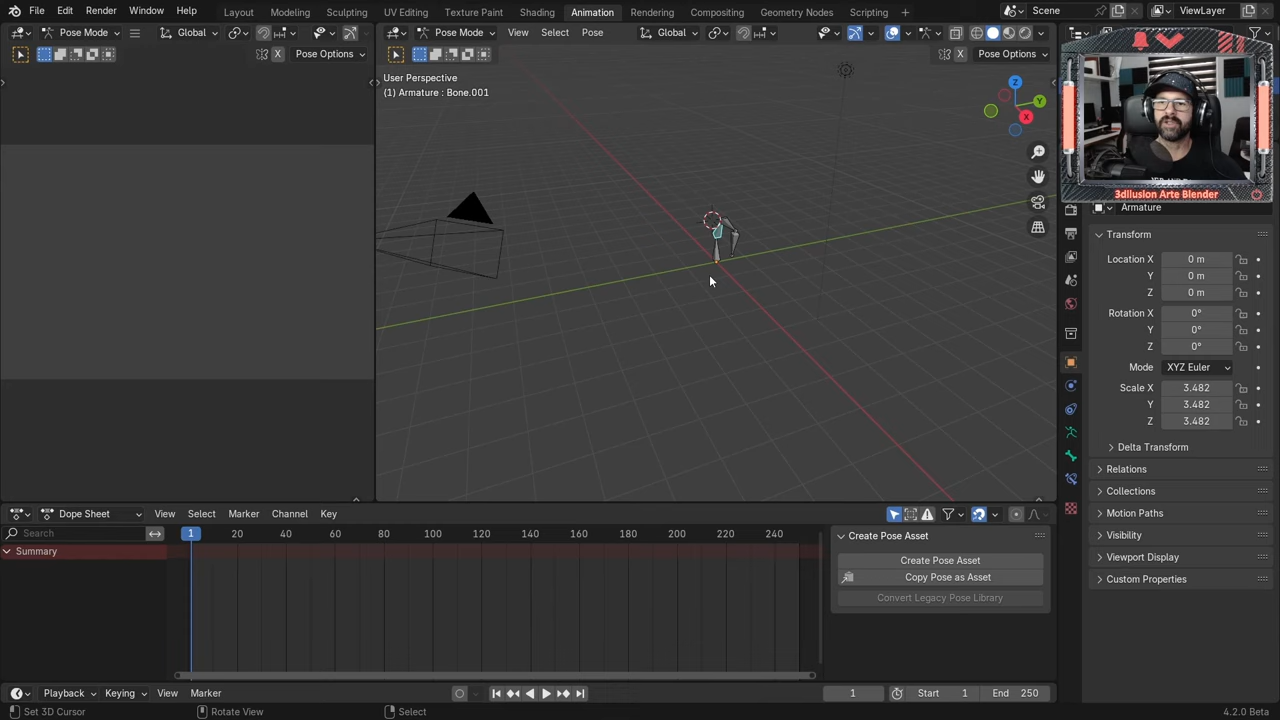 File Edit Render Window Help Layout Modeling Sculpting UV Editing Texture Paint Shading Animation Rendering Compositing Geometry Nodes Scripting + Scene ViewLayer
Pose Mode Global Pose Mode View Select Pose Global
X Pose Options X Pose Options
User Perspective
(1) Armature : Bone.001
Z
Y
X
3dIlusion Arte Blender
Armature
Transform
Location X 0 m
Y 0 m
Z 0 m
Rotation X 0°
Y 0°
Z 0°
Mode XYZ Euler
Scale X 3.482
Y 3.482
Z 3.482
Delta Transform
Relations
Collections
Motion Paths
Visibility
Viewport Display
Custom Properties
Dope Sheet View Select Marker Channel Key
Search 1 20 40 60 80 100 120 140 160 180 200 220 240
Summary
Create Pose Asset
Create Pose Asset
Copy Pose as Asset
Convert Legacy Pose Library
Playback Keying View Marker 1 Start 1 End 250
Set 3D Cursor Rotate View Select 4.2.0 Beta